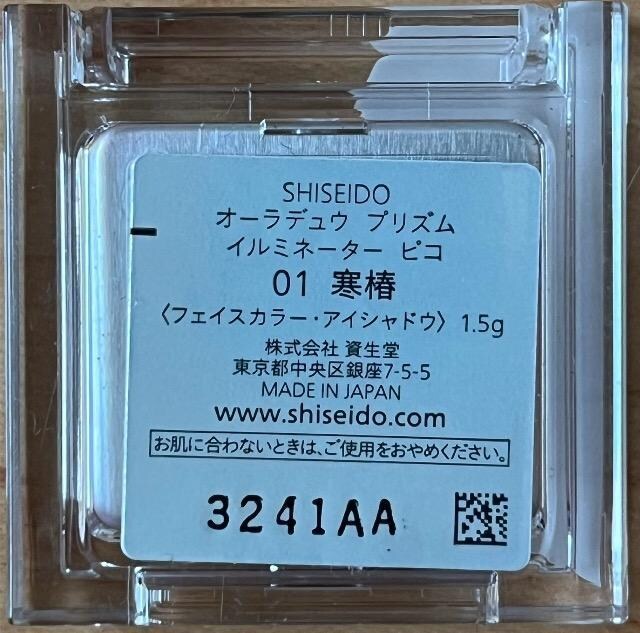 SHISEIDO
オーラデュウ プリズム
イルミネーター ピコ
01 寒椿
〈フェイスカラー・アイシャドウ〉 1.5g
株式会社 資生堂
東京都中央区銀座7-5-5
MADE IN JAPAN
www.shiseido.com
お肌に合わないときは、ご使用をおやめください。
3241AA